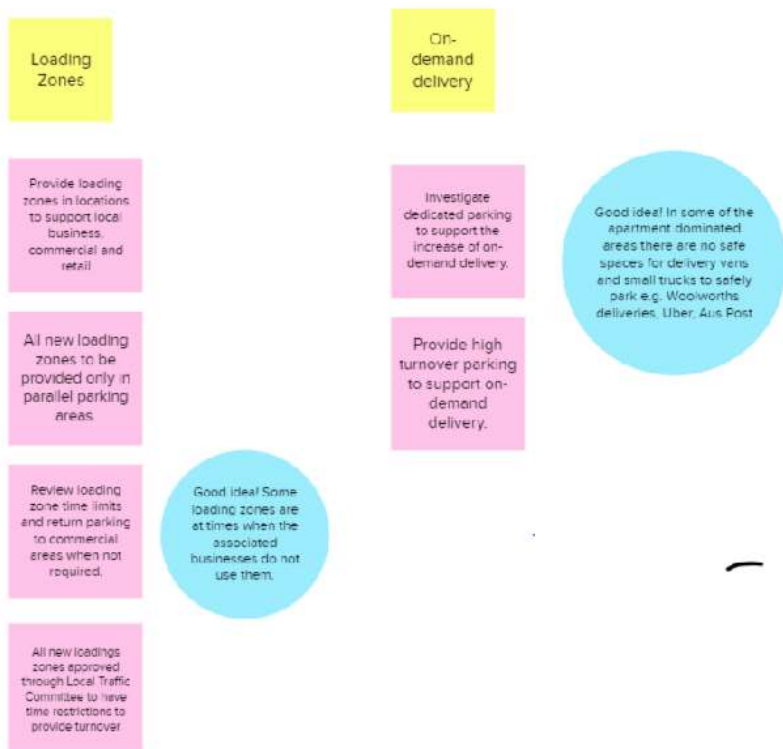 Loading
Zones
Provide loading
zones in locations
to support local
business,
commercial and
retail
All new loading
zones to be
provided only in
parallel parking
areas.
Review loading
zone time limits
and return parking
to commercial
areas when not
required.
Good idea! Some
loading zones are
at times when the
associated
businesses do not
use them.
All new loadings
zones approved
through Local Traffic
Committee to have
time restrictions to
provide turnover
On-
demand
delivery
Investigate
dedicated parking
to support the
increase of on-
demand delivery.
Good idea! In some of the
apartment dominated
areas there are no safe
spaces for delivery vans
and small trucks to safely
park e.g. Woolworths
deliveries, Uber, Aus Post
Provide high
turnover parking
to support on-
demand
delivery.